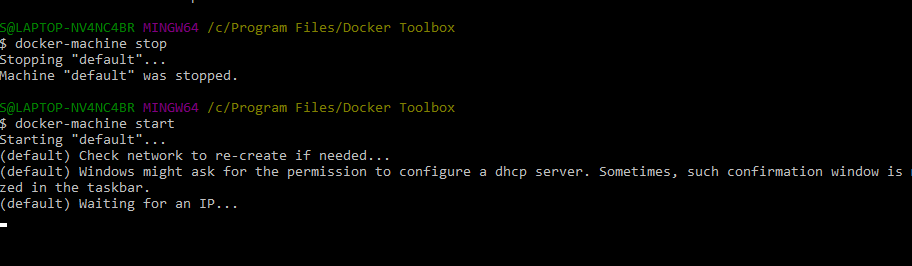 S@LAPTOP-NV4NC4BR MINGW64 /c/Program Files/Docker Toolbox
$ docker-machine stop
Stopping "default"...
Machine "default" was stopped.
S@LAPTOP-NV4NC4BR MINGW64 /c/Program Files/Docker Toolbox
$ docker-machine start
Starting "default"...
(default) Check network to re-create if needed...
(default) Windows might ask for the permission to configure a dhcp server. Sometimes, such confirmation window is
zed in the taskbar.
(default) Waiting for an IP...